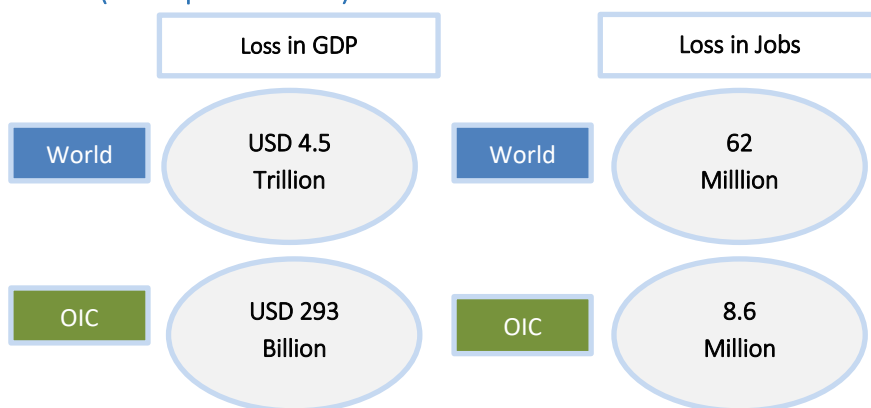 Loss in GDP
Loss in Jobs
World
USD 4.5
Trillion
World
62
Milllion
OIC
USD 293
Billion
OIC
8.6
Million